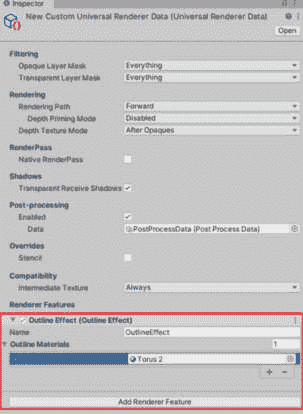 Inspector
New Custom Universal Renderer Data (Universal Renderer Data)
Open
Filtering
Opaque Layer Mask Everything
Transparent Layer Mask Everything
Rendering
Rendering Path Forward
Depth Priming Mode Disabled
Depth Texture Mode After Opaques
RenderPass
Native RenderPass
Shadows
Transparent Receive Shadows
Post-processing
Enabled
Data PostProcessData (Post Process Data)
Overrides
Stencil
Compatibility
Intermediate Texture Always
Renderer Features
Outline Effect (Outline Effect)
Name OutlineEffect
Outline Materials 1
Torus 2
+ −
Add Renderer Feature